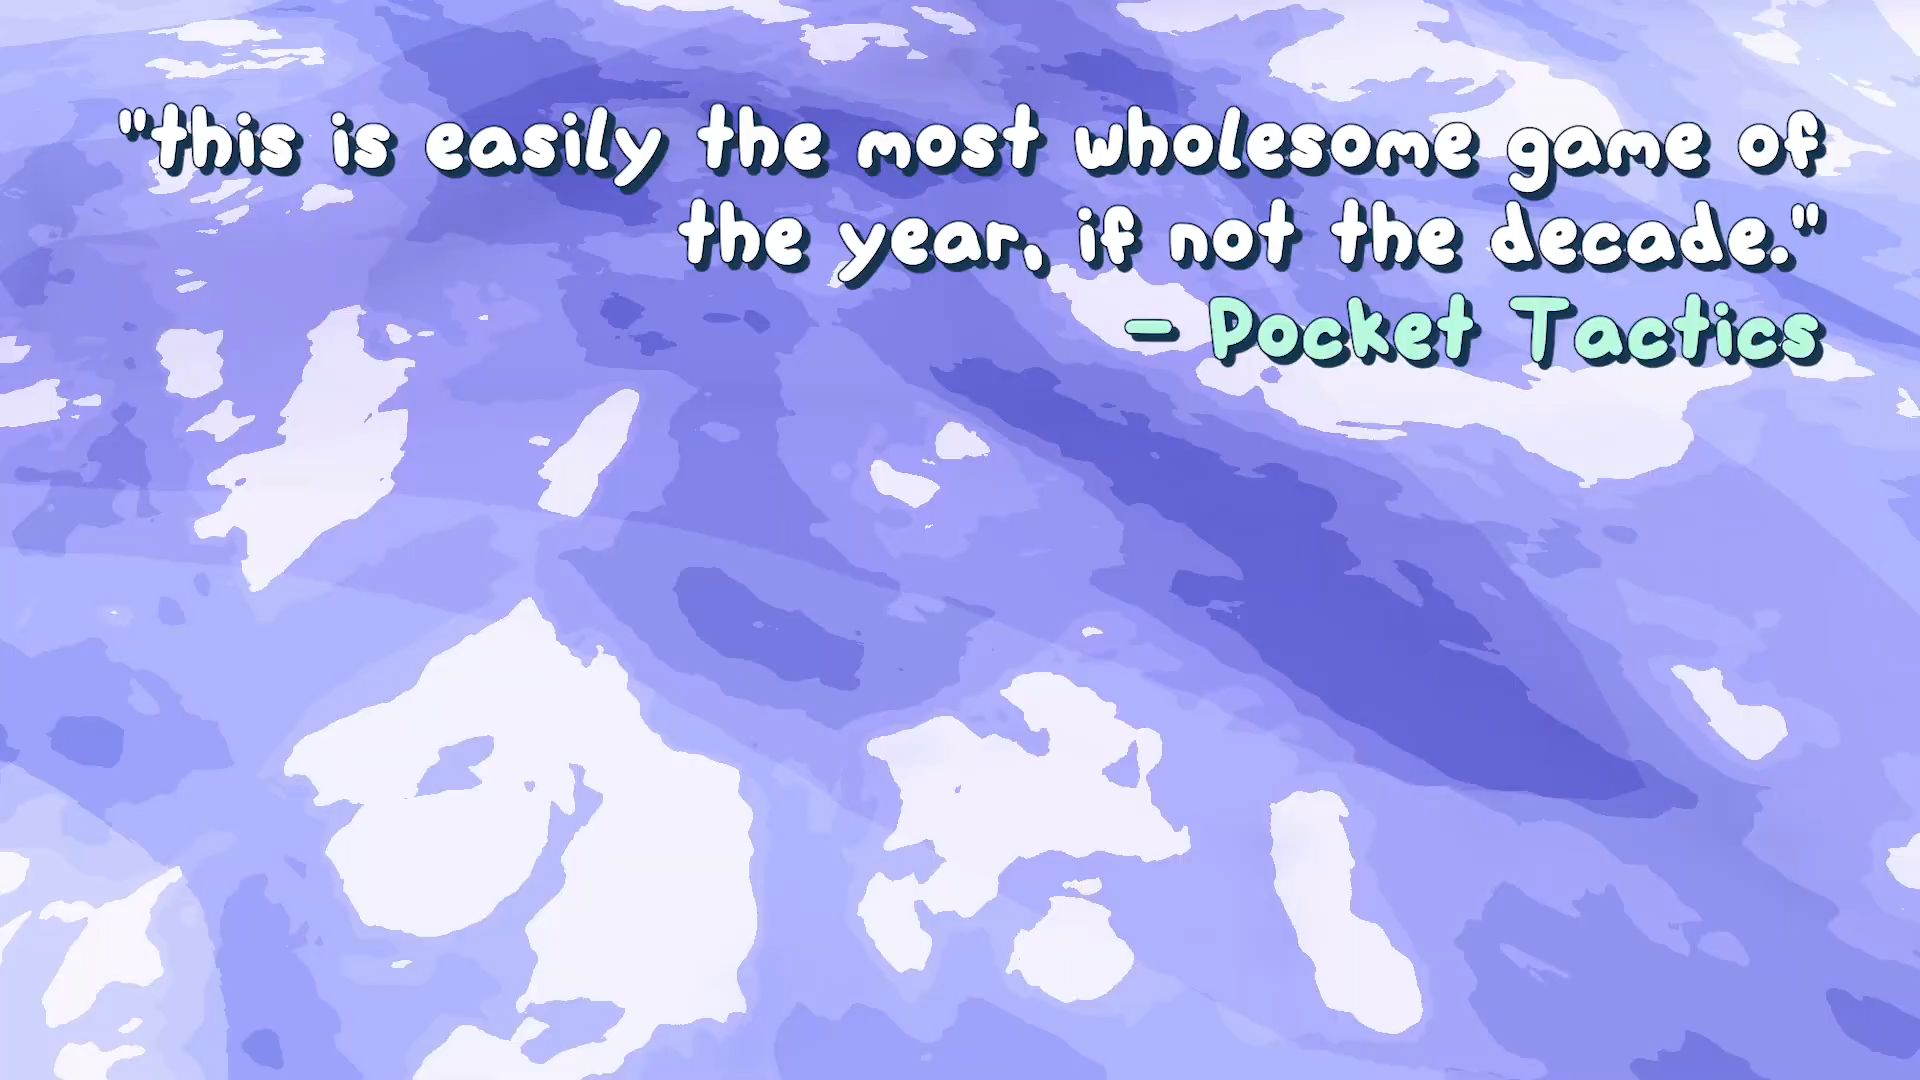 "this is easily the most wholesome game of
the year, if not the decade."
- Pocket Tactics